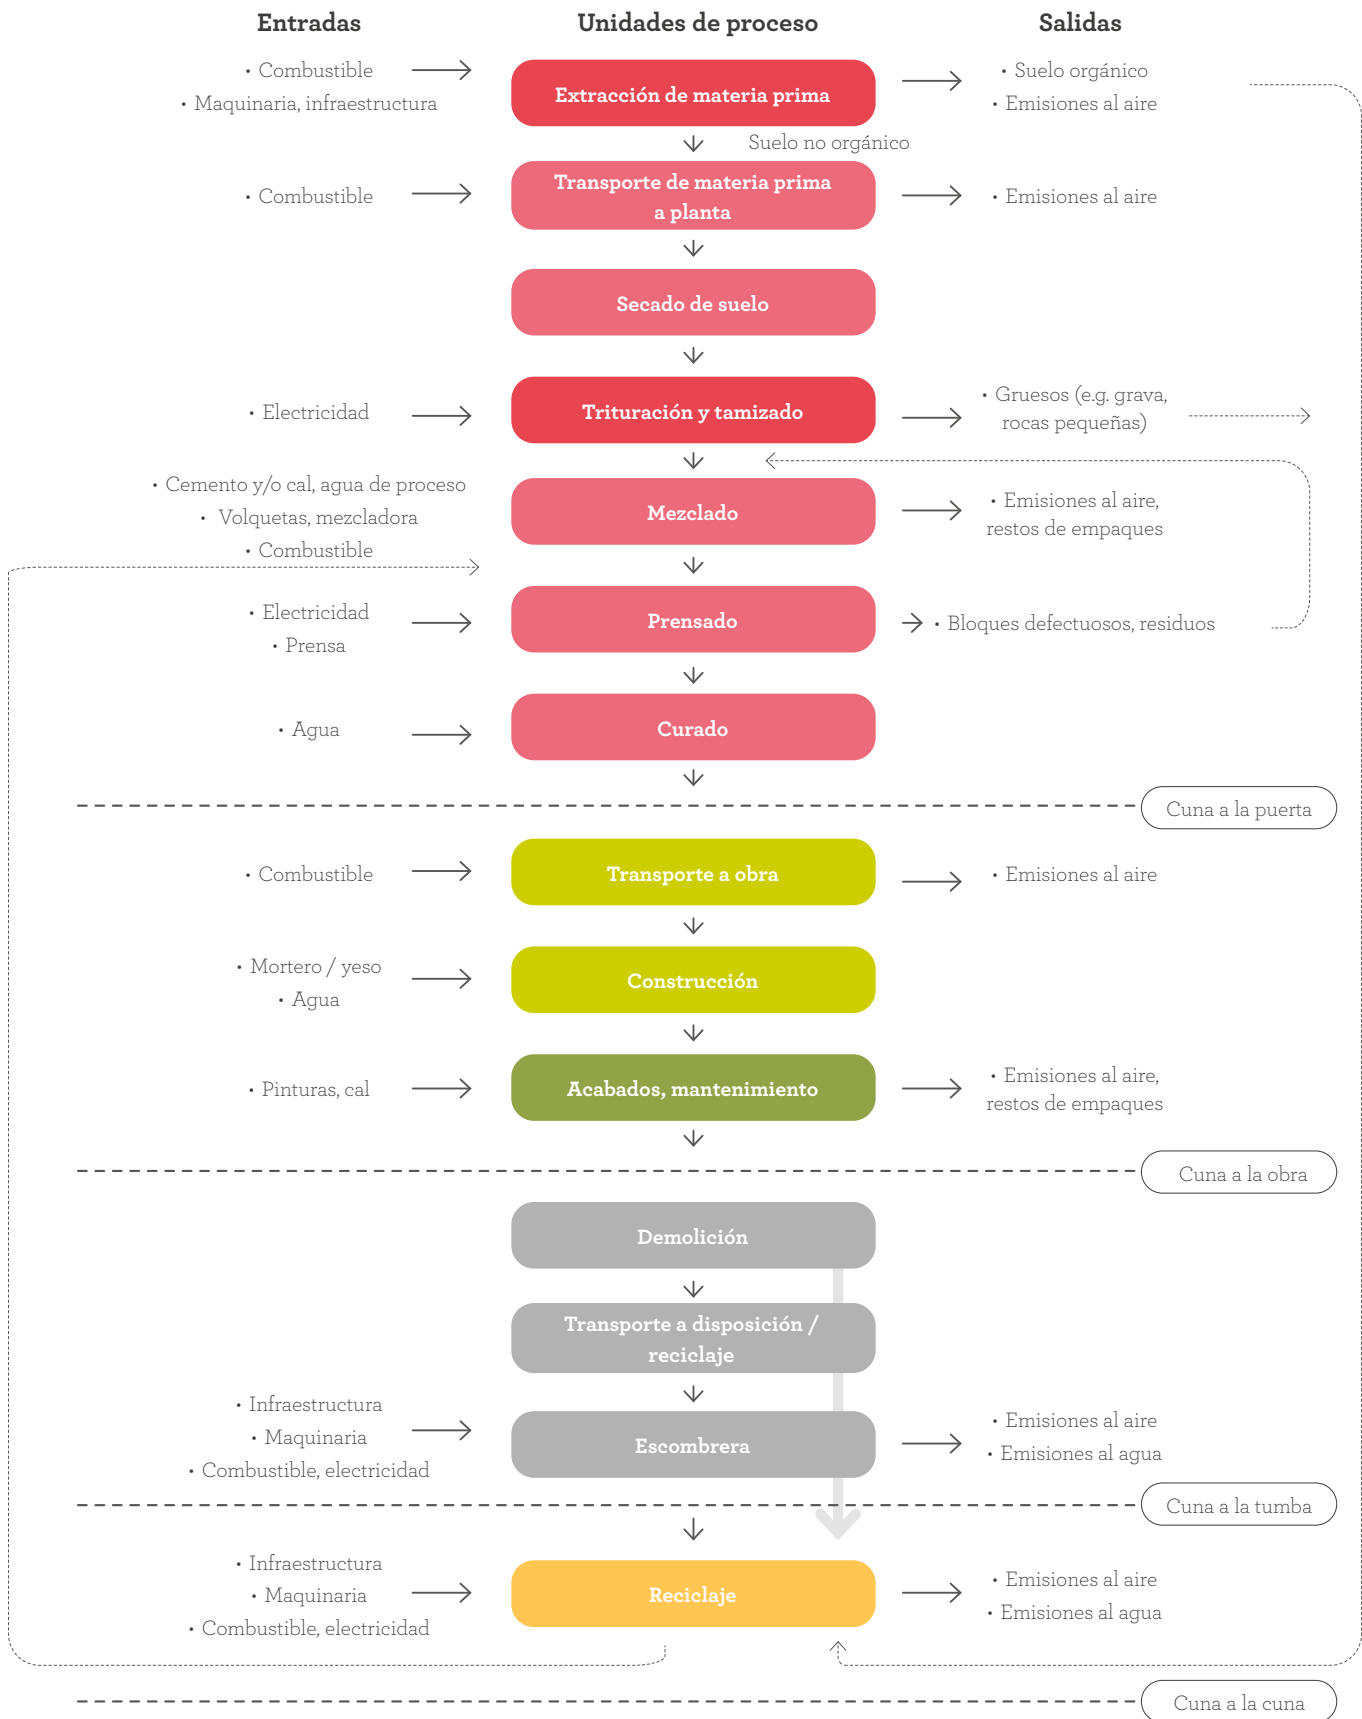 Entradas
Unidades de proceso
Salidas
• Combustible
• Maquinaria, infraestructura
Extracción de materia prima
• Suelo orgánico
• Emisiones al aire
Suelo no orgánico
• Combustible
Transporte de materia prima
a planta
• Emisiones al aire
Secado de suelo
• Electricidad
Trituración y tamizado
• Gruesos (e.g. grava,
rocas pequeñas)
• Cemento y/o cal, agua de proceso
• Volquetas, mezcladora
• Combustible
Mezclado
• Emisiones al aire,
restos de empaques
• Electricidad
• Prensa
Prensado
• Bloques defectuosos, residuos
• Agua
Curado
Cuna a la puerta
• Combustible
Transporte a obra
• Emisiones al aire
• Mortero / yeso
• Agua
Construcción
• Pinturas, cal
Acabados, mantenimiento
• Emisiones al aire,
restos de empaques
Cuna a la obra
Demolición
Transporte a disposición /
reciclaje
• Infraestructura
• Maquinaria
• Combustible, electricidad
Escombrera
• Emisiones al aire
• Emisiones al agua
Cuna a la tumba
• Infraestructura
• Maquinaria
• Combustible, electricidad
Reciclaje
• Emisiones al aire
• Emisiones al agua
Cuna a la cuna